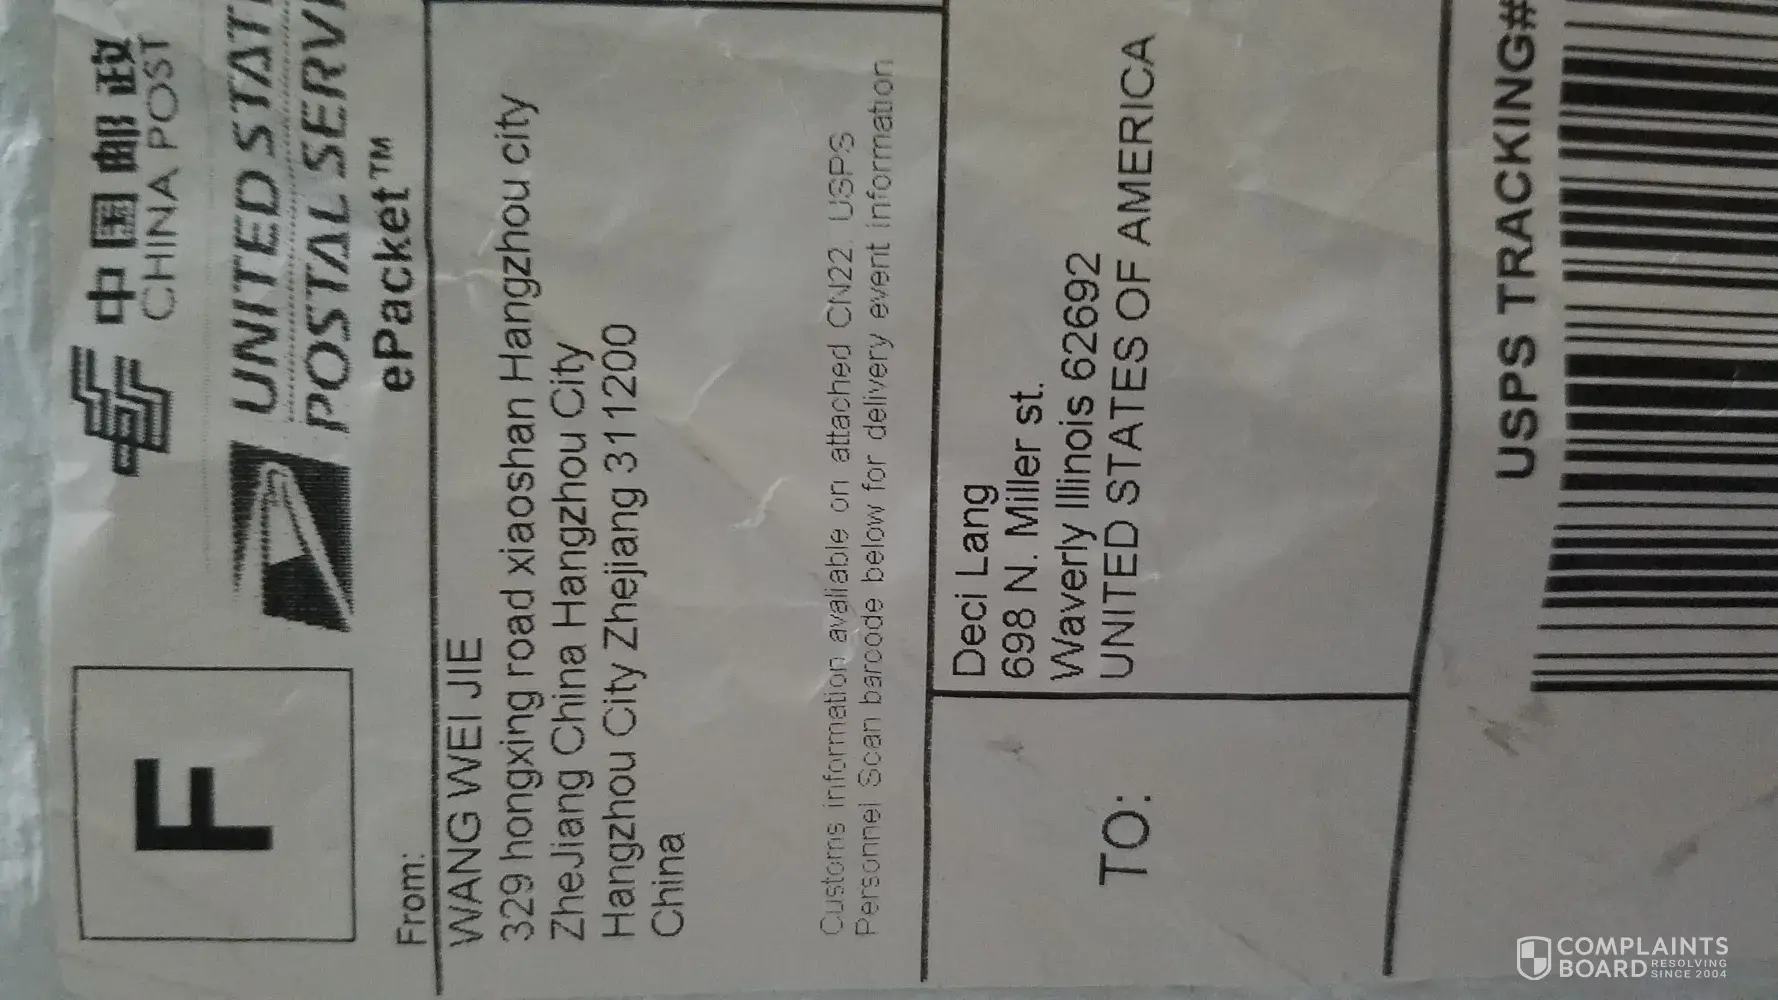 F
中国邮政
CHINA POST
UNITED STATI
POSTAL SERVI
ePacket™
From:
WANG WEI JIE
329 hongxing road xiaoshan Hangzhou city
ZheJiang China Hangzhou City
Hangzhou City Zhejiang 311200
China
Customs information avaliable on attached CN22. USPS
Personnel Scan barcode below for delivery event information
TO:
Deci Lang
698 N. Miller st.
Waverly Illinois 62692
UNITED STATES OF AMERICA
USPS TRACKING#
COMPLAINTS
BOARD RESOLVING
SINCE 2004